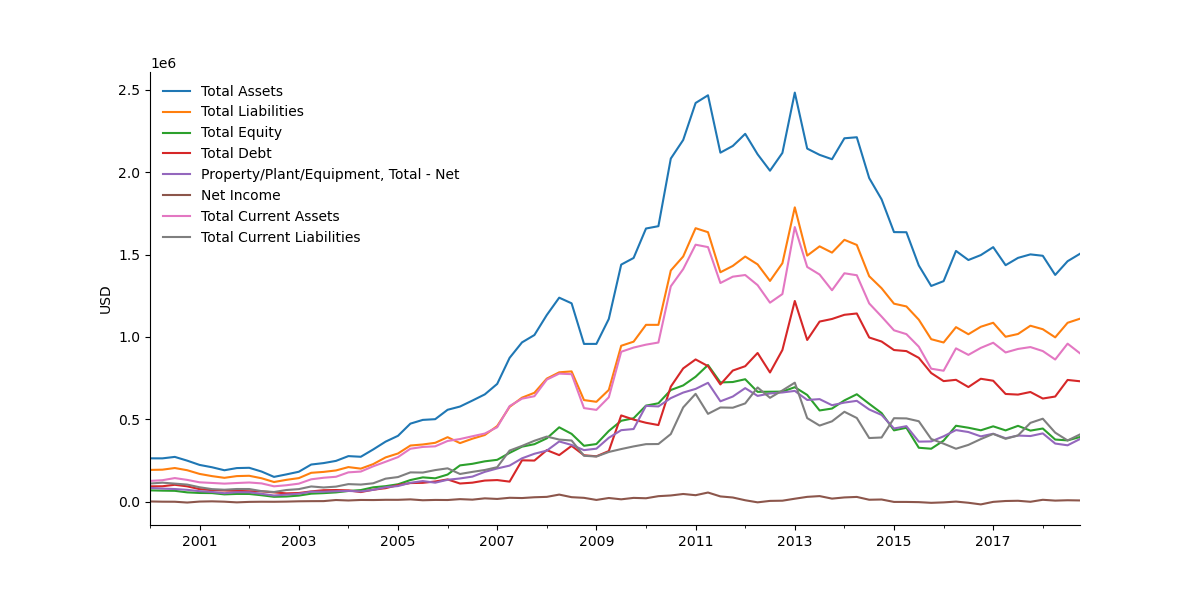 1e6
2.5
2.0
1.5
1.0
0.5
0.0
USD
Total Assets
Total Liabilities
Total Equity
Total Debt
Property/Plant/Equipment, Total - Net
Net Income
Total Current Assets
Total Current Liabilities
2001 2003 2005 2007 2009 2011 2013 2015 2017